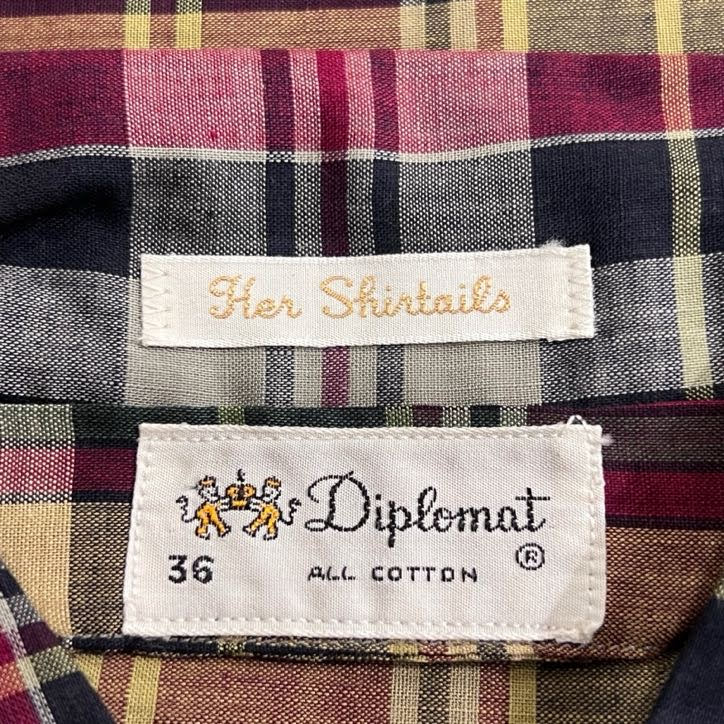 Her Shirtails
Diplomat
36 ALL COTTON ®